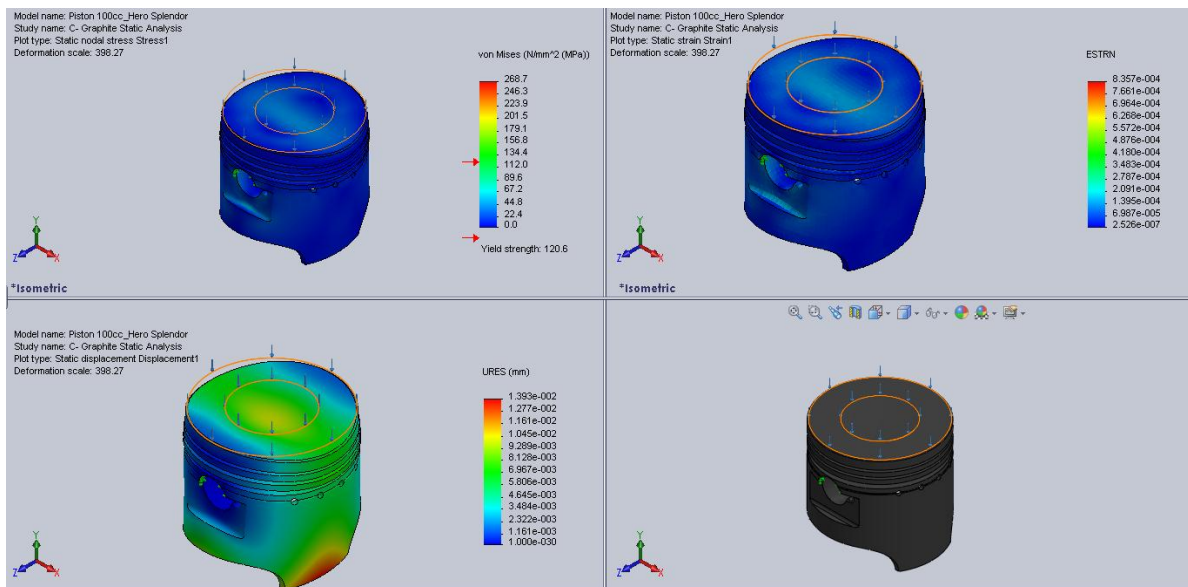 Model name: Piston 100cc_Hero Splendor
Study name: C- Graphite Static Analysis
Plot type: Static nodal stress Stress1
Deformation scale: 398.27
von Mises (N/mm^2 (MPa))
268.7
246.3
223.9
201.5
179.1
156.8
134.4
112.0
89.6
67.2
44.8
22.4
0.0
Yield strength: 120.6
Y
Z
X
*Isometric
Model name: Piston 100cc_Hero Splendor
Study name: C- Graphite Static Analysis
Plot type: Static strain Strain1
Deformation scale: 398.27
ESTRN
8.357e-004
7.661e-004
6.964e-004
6.268e-004
5.572e-004
4.876e-004
4.180e-004
3.483e-004
2.787e-004
2.091e-004
1.395e-004
6.987e-005
2.526e-007
Y
Z
X
*Isometric
Model name: Piston 100cc_Hero Splendor
Study name: C- Graphite Static Analysis
Plot type: Static displacement Displacement1
Deformation scale: 398.27
URES (mm)
1.393e-002
1.277e-002
1.161e-002
1.045e-002
9.289e-003
8.128e-003
6.967e-003
5.806e-003
4.645e-003
3.484e-003
2.322e-003
1.161e-003
1.000e-030
Y
Z
X
Y
Z
X